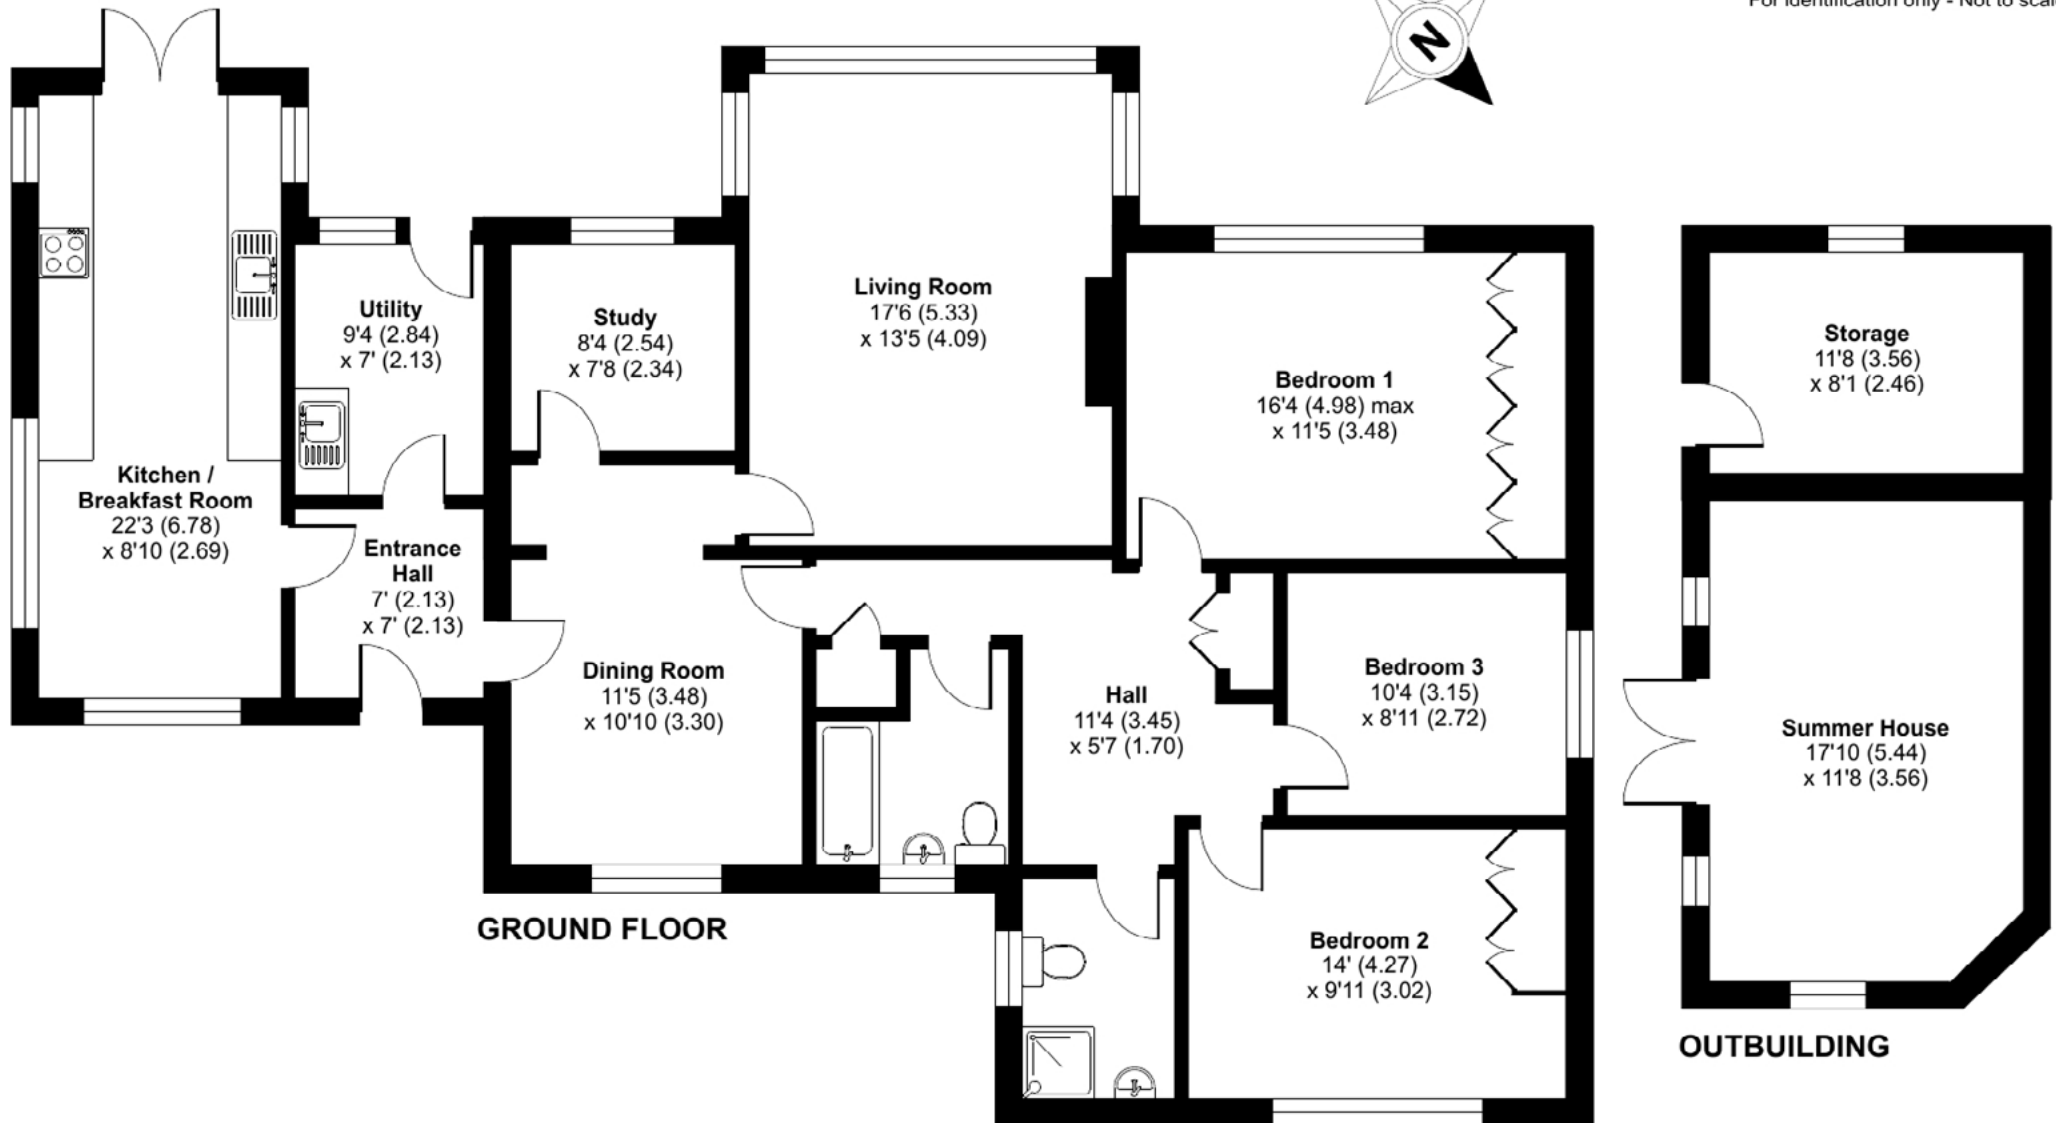 For identification only - Not to scale
N
Utility
9'4 (2.84)
x 7' (2.13)
Study
8'4 (2.54)
x 7'8 (2.34)
Living Room
17'6 (5.33)
x 13'5 (4.09)
Bedroom 1
16'4 (4.98) max
x 11'5 (3.48)
Storage
11'8 (3.56)
x 8'1 (2.46)
Kitchen /
Breakfast Room
22'3 (6.78)
x 8'10 (2.69)
Entrance
Hall
7' (2.13)
x 7' (2.13)
Dining Room
11'5 (3.48)
x 10'10 (3.30)
Hall
11'4 (3.45)
x 5'7 (1.70)
Bedroom 3
10'4 (3.15)
x 8'11 (2.72)
Summer House
17'10 (5.44)
x 11'8 (3.56)
GROUND FLOOR
Bedroom 2
14' (4.27)
x 9'11 (3.02)
OUTBUILDING